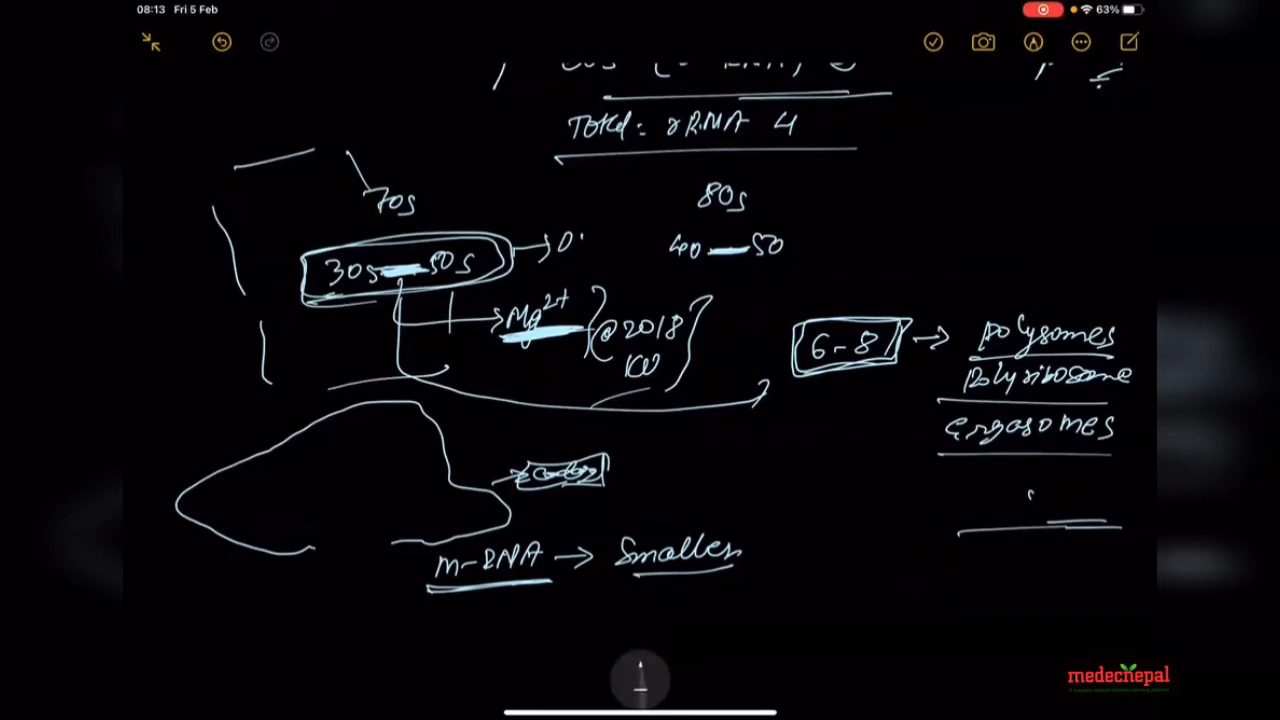 08:13 Fri 5 Feb 63%
Total: rRNA 4
70s
80s
30s 50s
40 50
Mg2+
@2018
6-8
polysomes
Polyribosome
ergosomes
m-RNA → Smaller
medecnepal